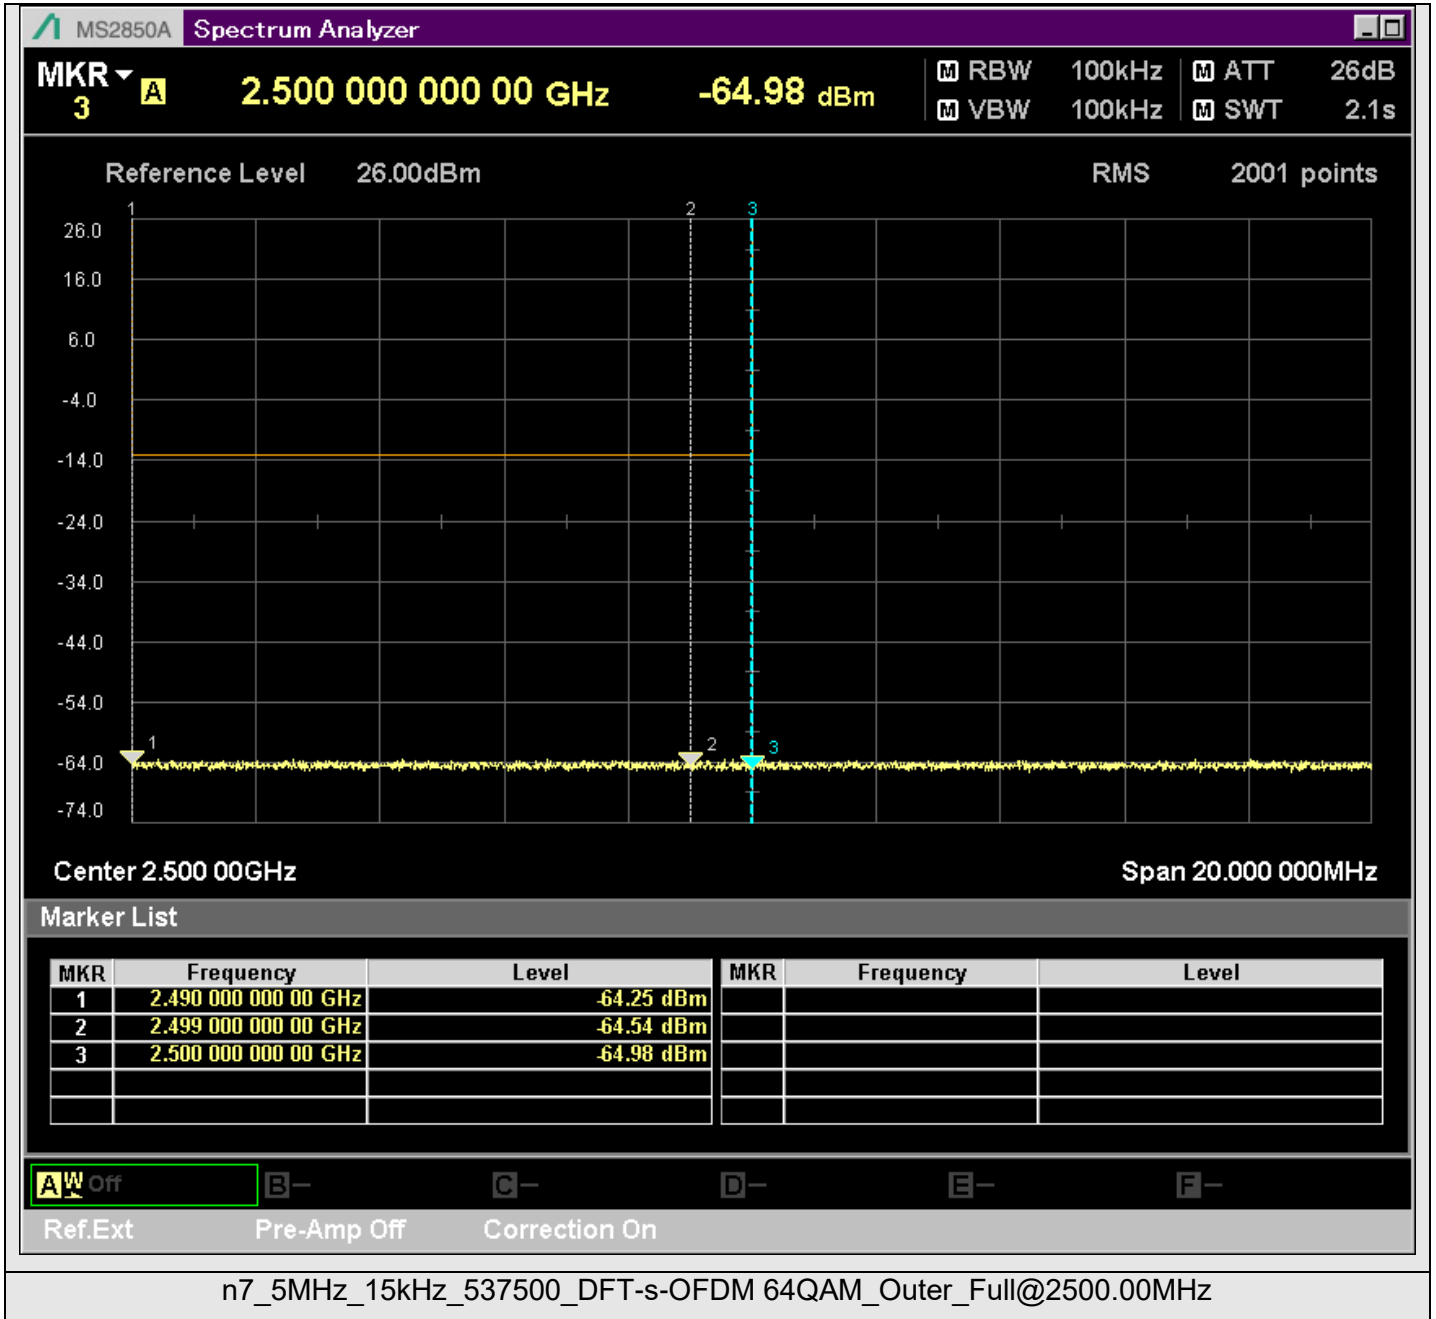 MS2850A Spectrum Analyzer
MKR A 2.500 000 000 00 GHz -64.98 dBm M RBW 100kHz M ATT 26dB
3 M VBW 100kHz M SWT 2.1s
Reference Level 26.00dBm RMS 2001 points
1 2 3
26.0
16.0
6.0
-4.0
-14.0
-24.0
-34.0
-44.0
-54.0
1 2 3
-64.0
-74.0
Center 2.500 00GHz Span 20.000 000MHz
Marker List
MKR Frequency Level MKR Frequency Level
1 2.490 000 000 00 GHz -64.25 dBm
2 2.499 000 000 00 GHz -64.54 dBm
3 2.500 000 000 00 GHz -64.98 dBm
A W Off B- C- D- E- F-
Ref.Ext Pre-Amp Off Correction On
n7_5MHz_15kHz_537500_DFT-s-OFDM 64QAM_Outer_Full@2500.00MHz